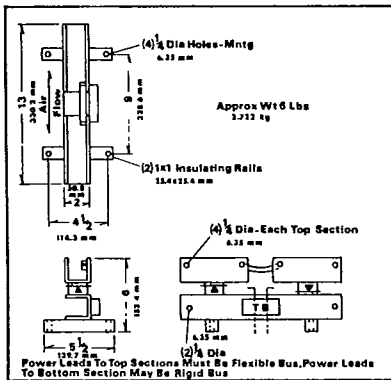 (4) 1/4 Dia Holes-Mntg
6.35 mm
13
330.2 mm
Air
Flow
9
228.6 mm
Approx Wt 6 Lbs
2.722 kg
(2) 1x1 Insulating Rails
25.4x25.4 mm
50.8
mm
2
4 1/2
114.3 mm
(4) 1/4 Dia-Each Top Section
6.35 mm
6
152.4 mm
TB
5 1/2
139.7 mm
6.35 mm
(2) 1/4 Dia
Power Leads To Top Sections Must Be Flexible Bus, Power Leads
To Bottom Section May Be Rigid Bus